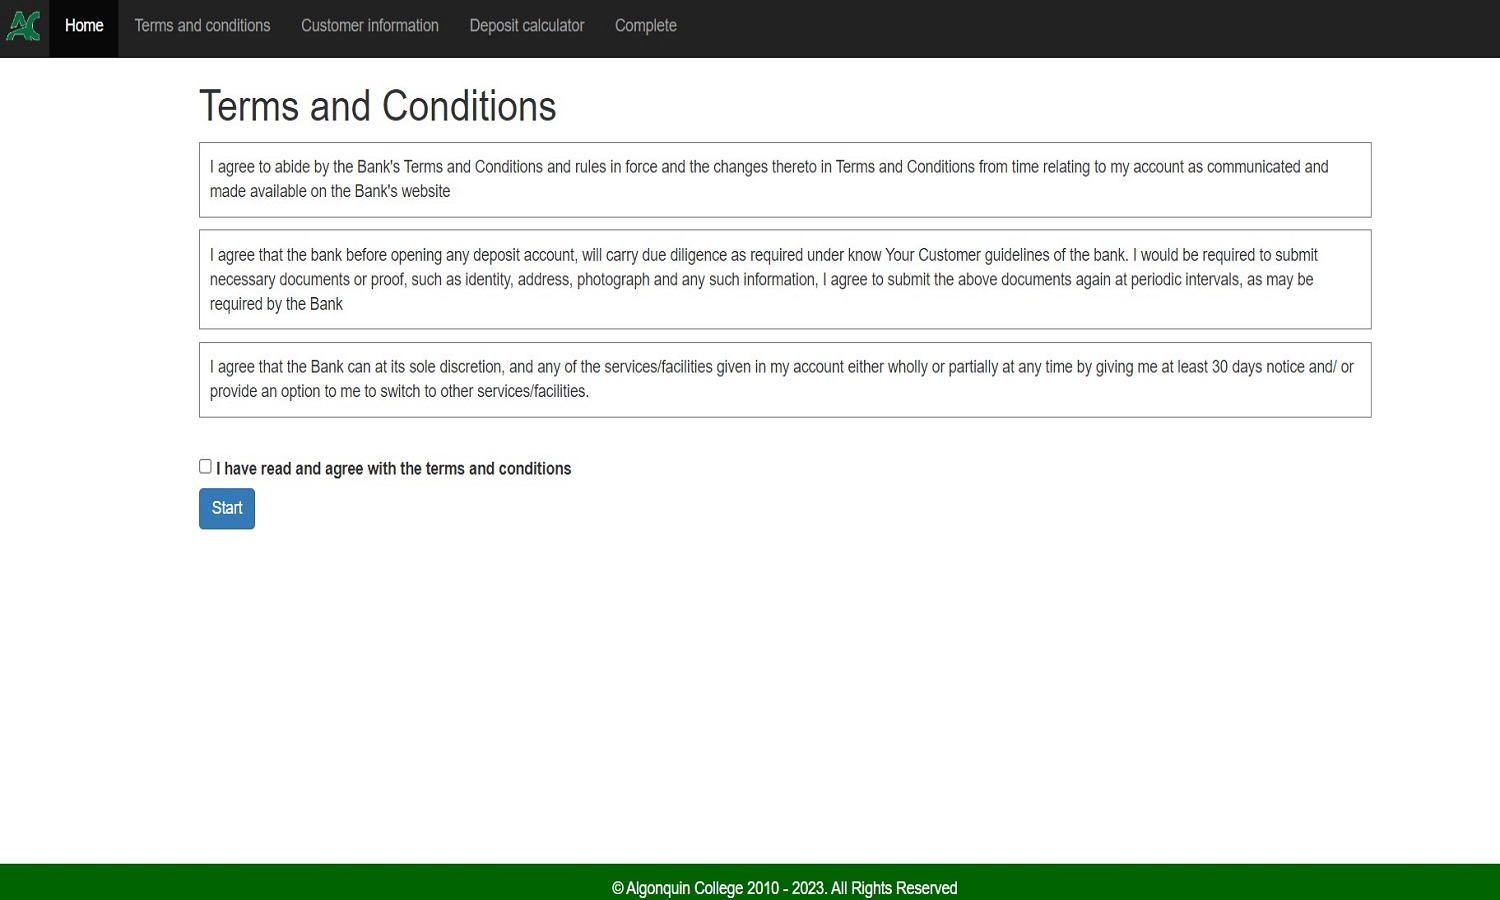 AC
Home Terms and conditions Customer information Deposit calculator Complete
Terms and Conditions
I agree to abide by the Bank's Terms and Conditions and rules in force and the changes thereto in Terms and Conditions from time relating to my account as communicated and
made available on the Bank's website
I agree that the bank before opening any deposit account, will carry due diligence as required under know Your Customer guidelines of the bank. I would be required to submit
necessary documents or proof, such as identity, address, photograph and any such information, I agree to submit the above documents again at periodic intervals, as may be
required by the Bank
I agree that the Bank can at its sole discretion, and any of the services/facilities given in my account either wholly or partially at any time by giving me at least 30 days notice and/ or
provide an option to me to switch to other services/facilities.
I have read and agree with the terms and conditions
Start
© Algonquin College 2010 - 2023. All Rights Reserved